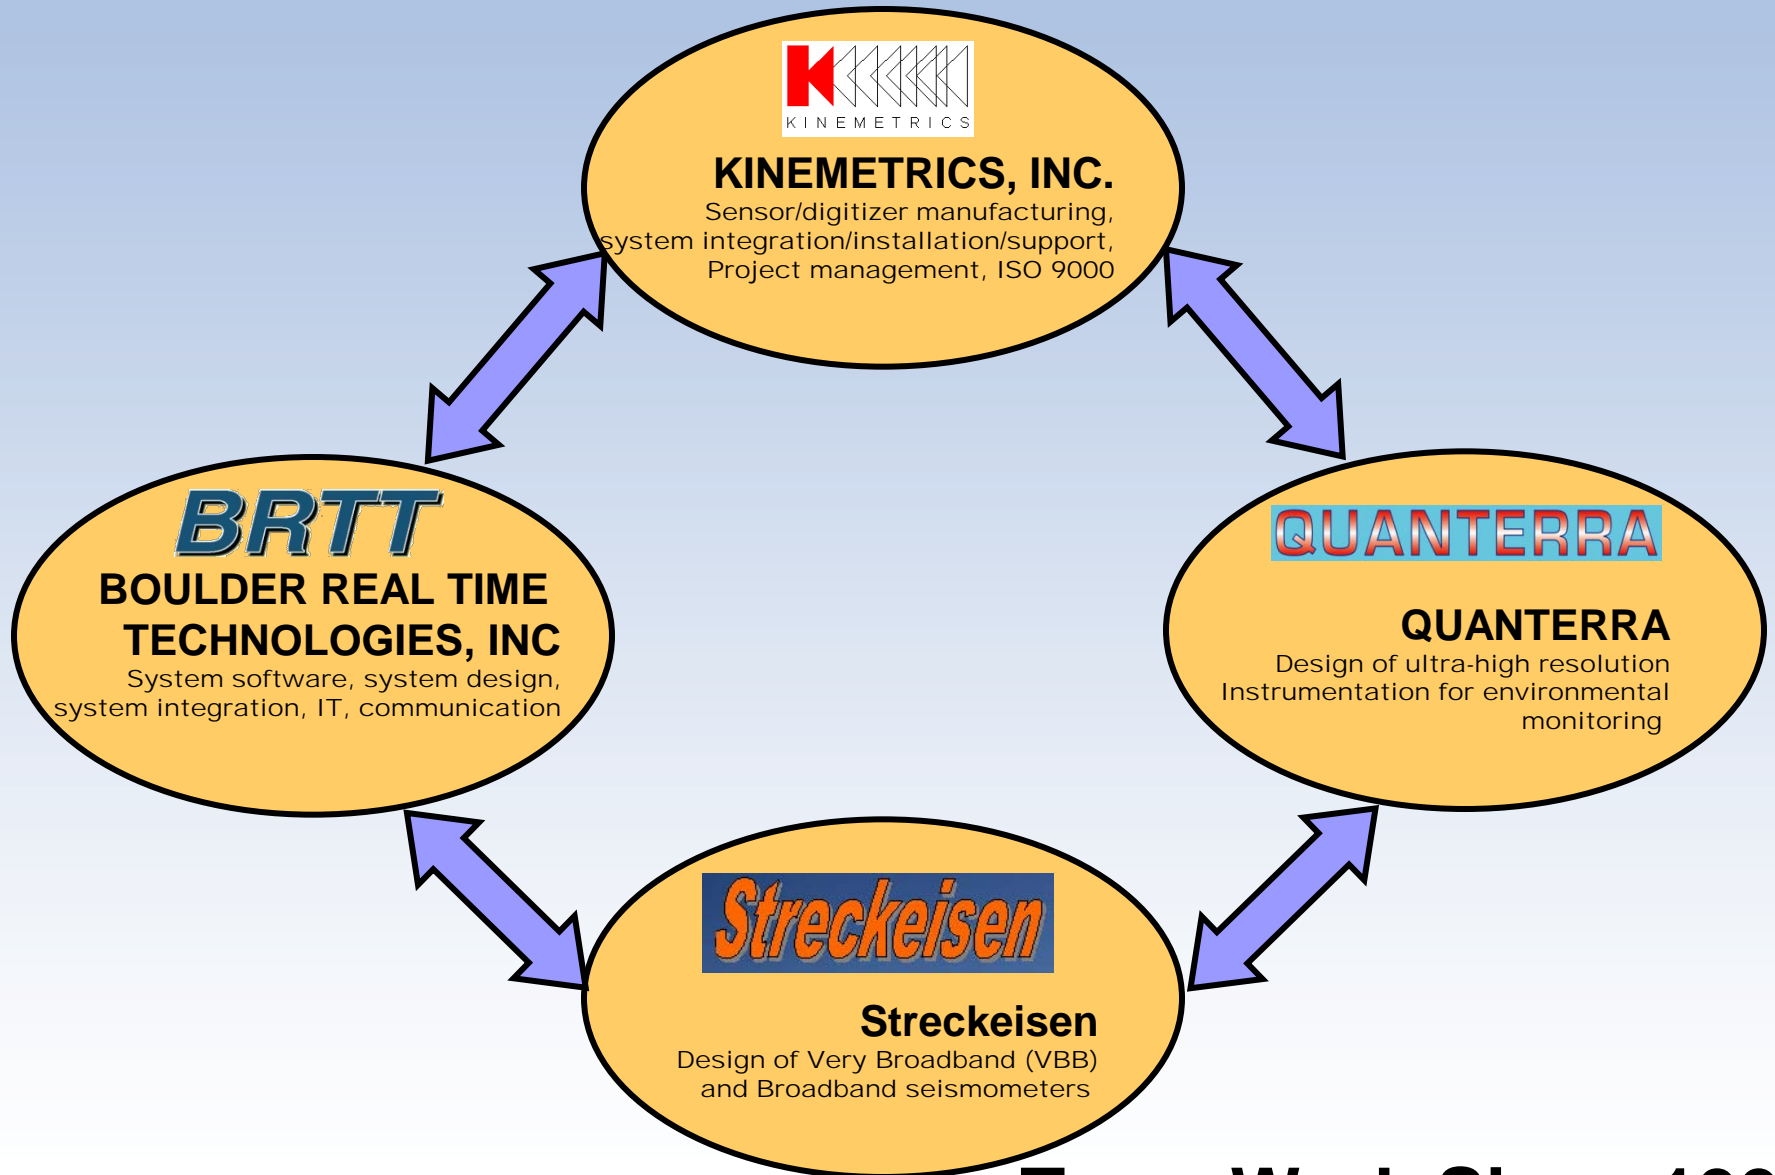 KINEMETRICS
KINEMETRICS, INC.
Sensor/digitizer manufacturing,
system integration/installation/support,
Project management, ISO 9000
BRTT
BOULDER REAL TIME
TECHNOLOGIES, INC
System software, system design,
system integration, IT, communication
QUANTERRA
QUANTERRA
Design of ultra-high resolution
Instrumentation for environmental
monitoring
Streckeisen
Streckeisen
Design of Very Broadband (VBB)
and Broadband seismometers